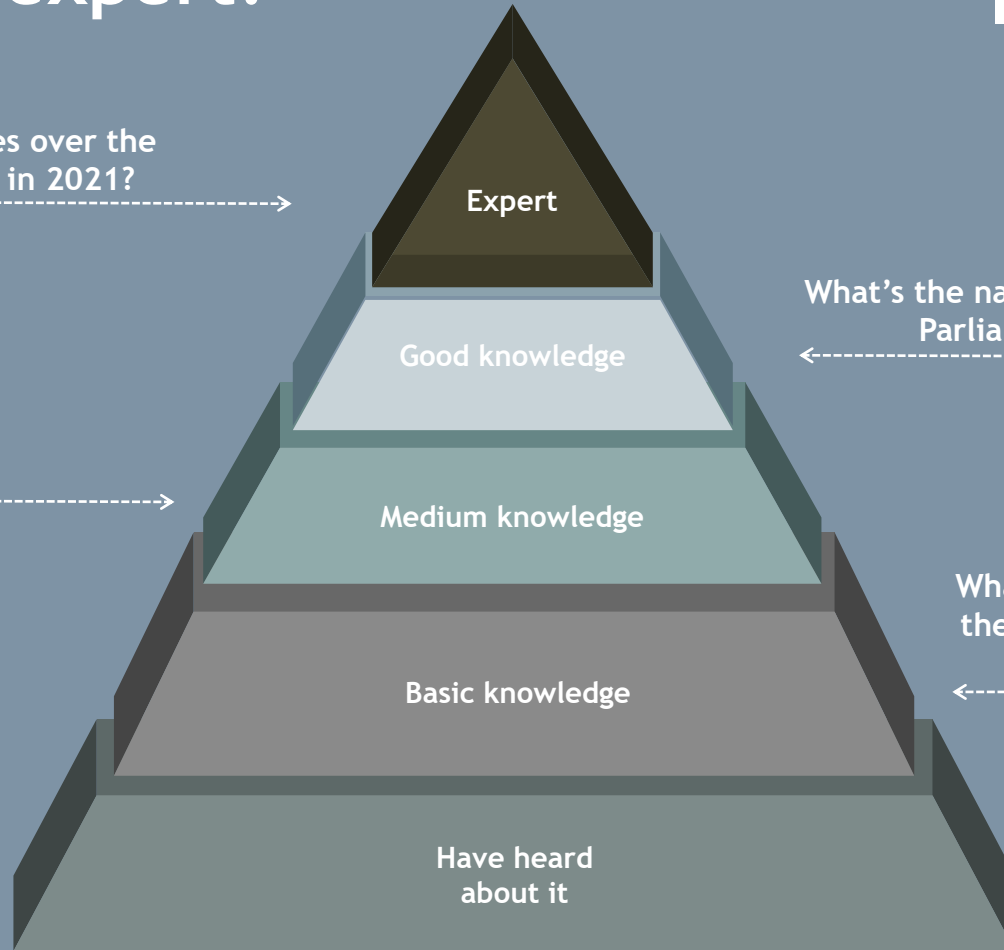 expert?
es over the
in 2021?
Expert
What's the na
Parlia
Good knowledge
Medium knowledge
Wha
the
Basic knowledge
Have heard
about it